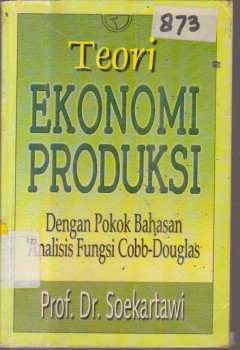 873
Teori
EKONOMI
PRODUKSI
Dengan Pokok Bahasan
Analisis Fungsi Cobb-Douglas
Prof. Dr. Soekartawi